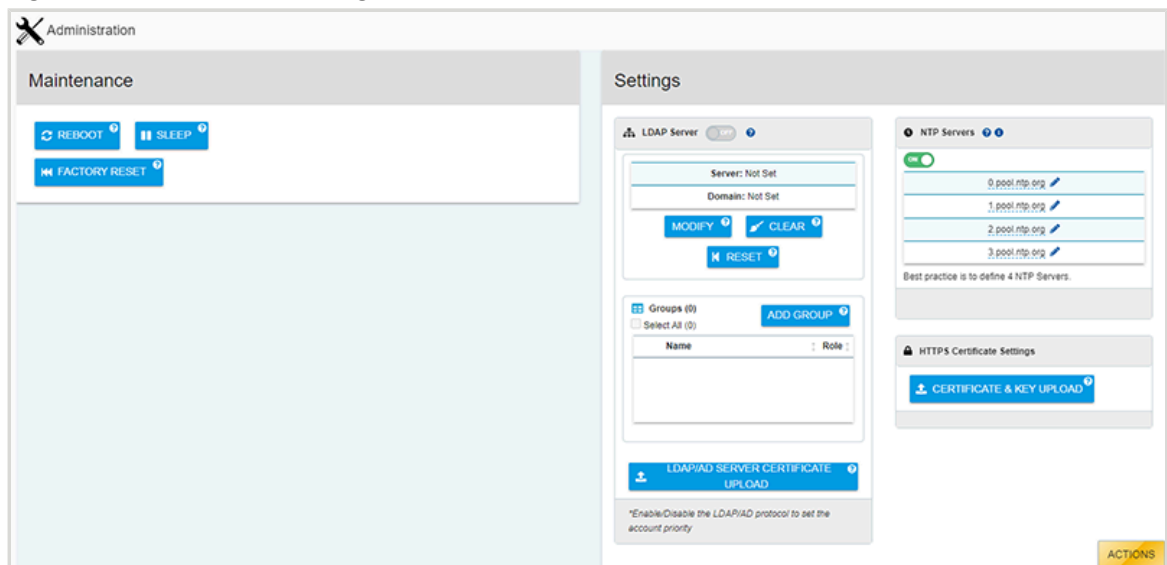 Administration
Maintenance
REBOOT
SLEEP
FACTORY RESET
Settings
LDAP Server OFF
Server: Not Set
Domain: Not Set
MODIFY
CLEAR
RESET
Groups (0)
Select All (0)
ADD GROUP
Name
Role
LDAP/AD SERVER CERTIFICATE
UPLOAD
*Enable/Disable the LDAP/AD protocol to set the
account priority
NTP Servers
ON
0.pool.ntp.org
1.pool.ntp.org
2.pool.ntp.org
3.pool.ntp.org
Best practice is to define 4 NTP Servers.
HTTPS Certificate Settings
CERTIFICATE & KEY UPLOAD
ACTIONS